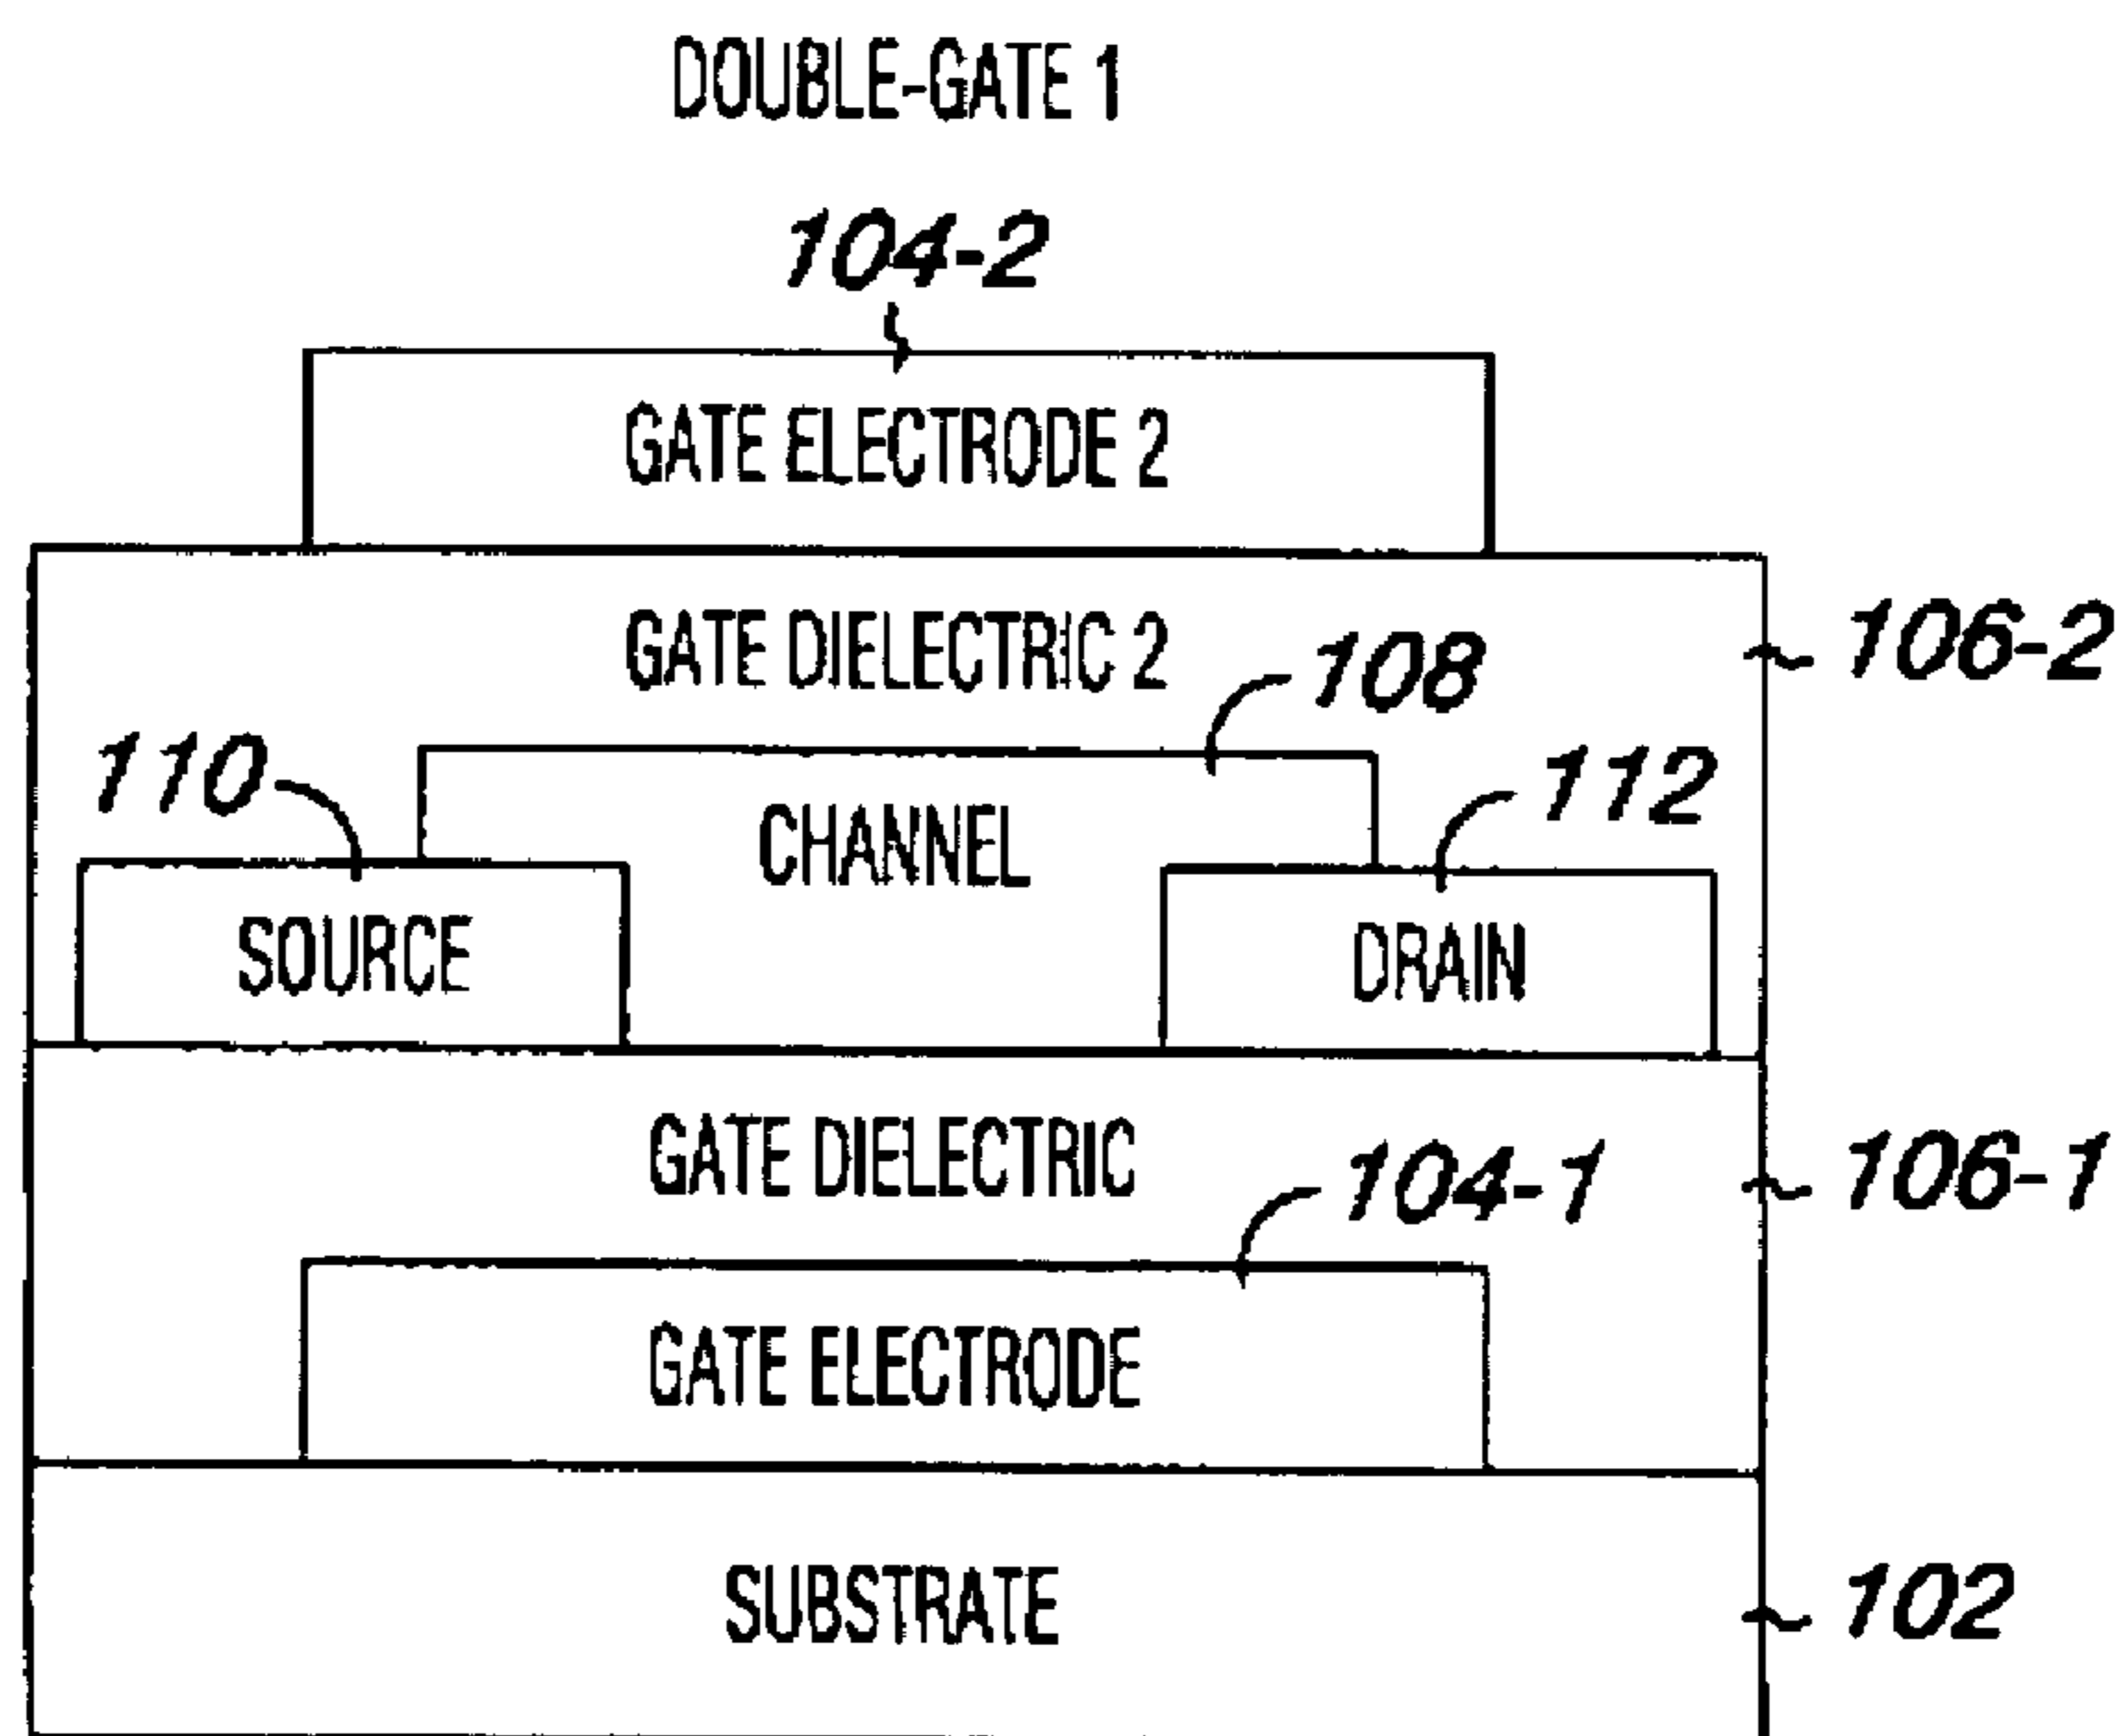 DOUBLE-GATE 1
104-2
GATE ELECTRODE 2
GATE DIELECTRIC 2
106-2
108
110
112
CHANNEL
SOURCE
DRAIN
GATE DIELECTRIC
106-1
104-1
GATE ELECTRODE
SUBSTRATE
102